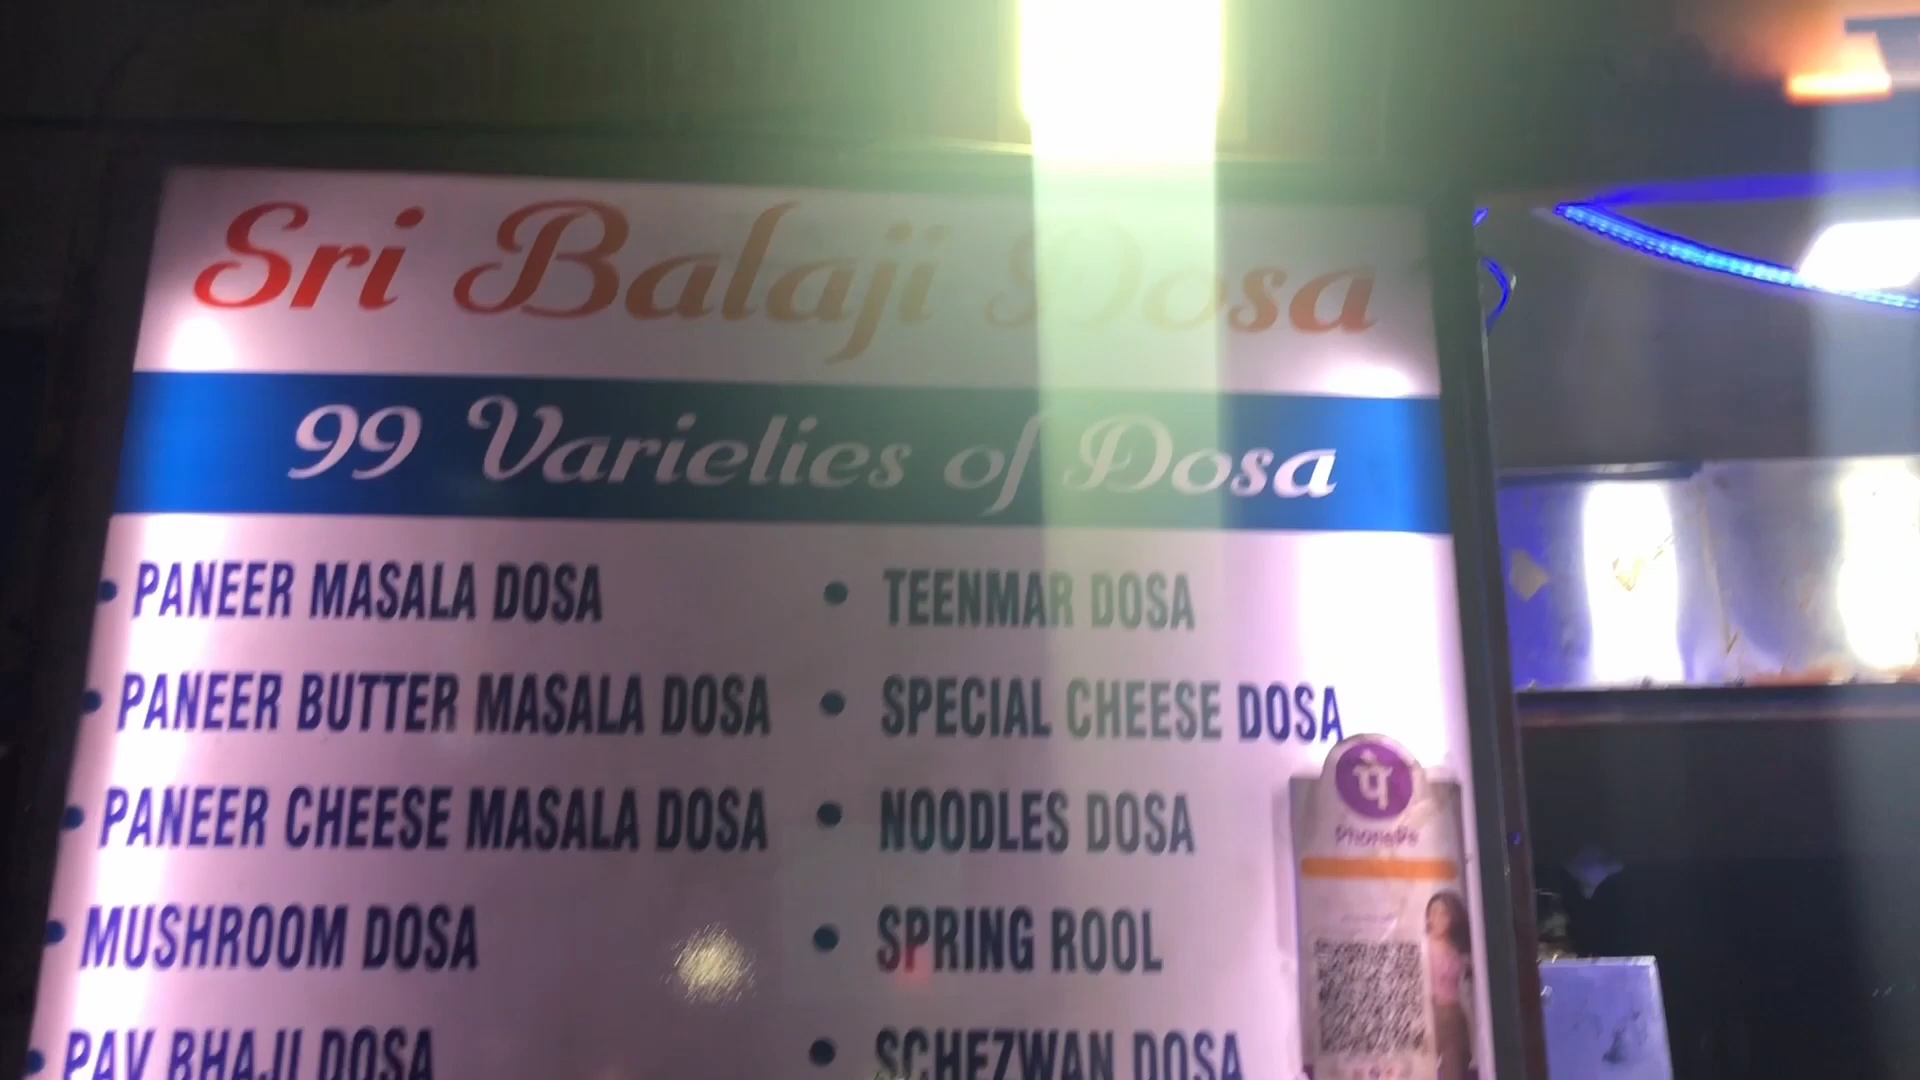 Sri Balaji Dosa
99 Varielies of Dosa
• PANEER MASALA DOSA
• PANEER BUTTER MASALA DOSA
• PANEER CHEESE MASALA DOSA
• MUSHROOM DOSA
• PAV BHAJI DOSA
• TEENMAR DOSA
• SPECIAL CHEESE DOSA
• NOODLES DOSA
• SPRING ROOL
• SCHEZWAN DOSA
पे
PhonePe